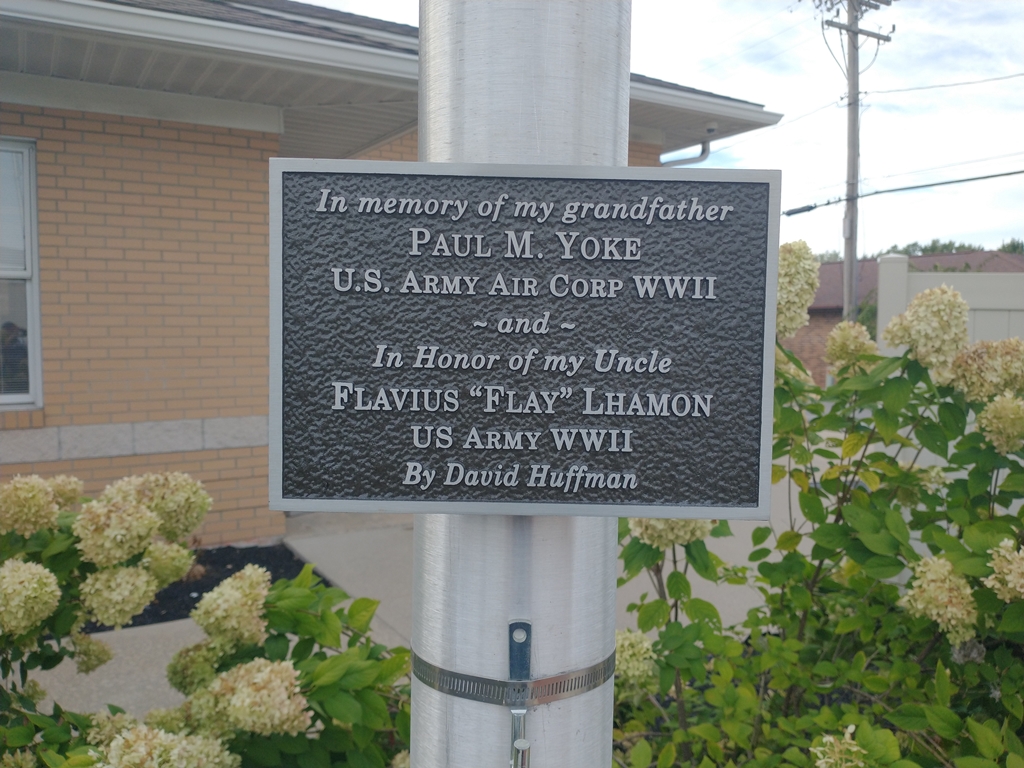 In memory of my grandfather
PAUL M. YOKE
U.S. ARMY AIR CORP WWII
~ and ~
In Honor of my Uncle
FLAVIUS “FLAY” LHAMON
US ARMY WWII
By David Huffman